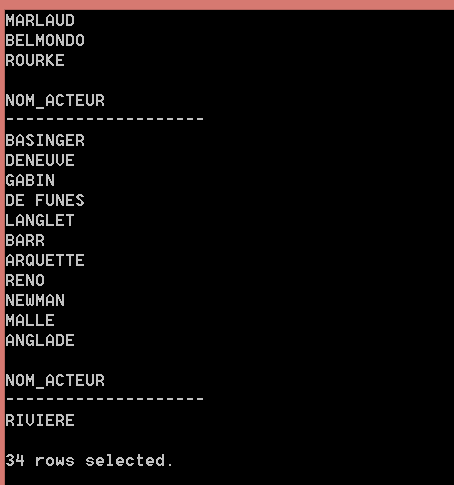 MARLAUD
BELMONDO
ROURKE
NOM_ACTEUR
--------------------
BASINGER
DENEUVE
GABIN
DE FUNES
LANGLET
BARR
ARQUETTE
RENO
NEWMAN
MALLE
ANGLADE
NOM_ACTEUR
--------------------
RIVIERE
34 rows selected.